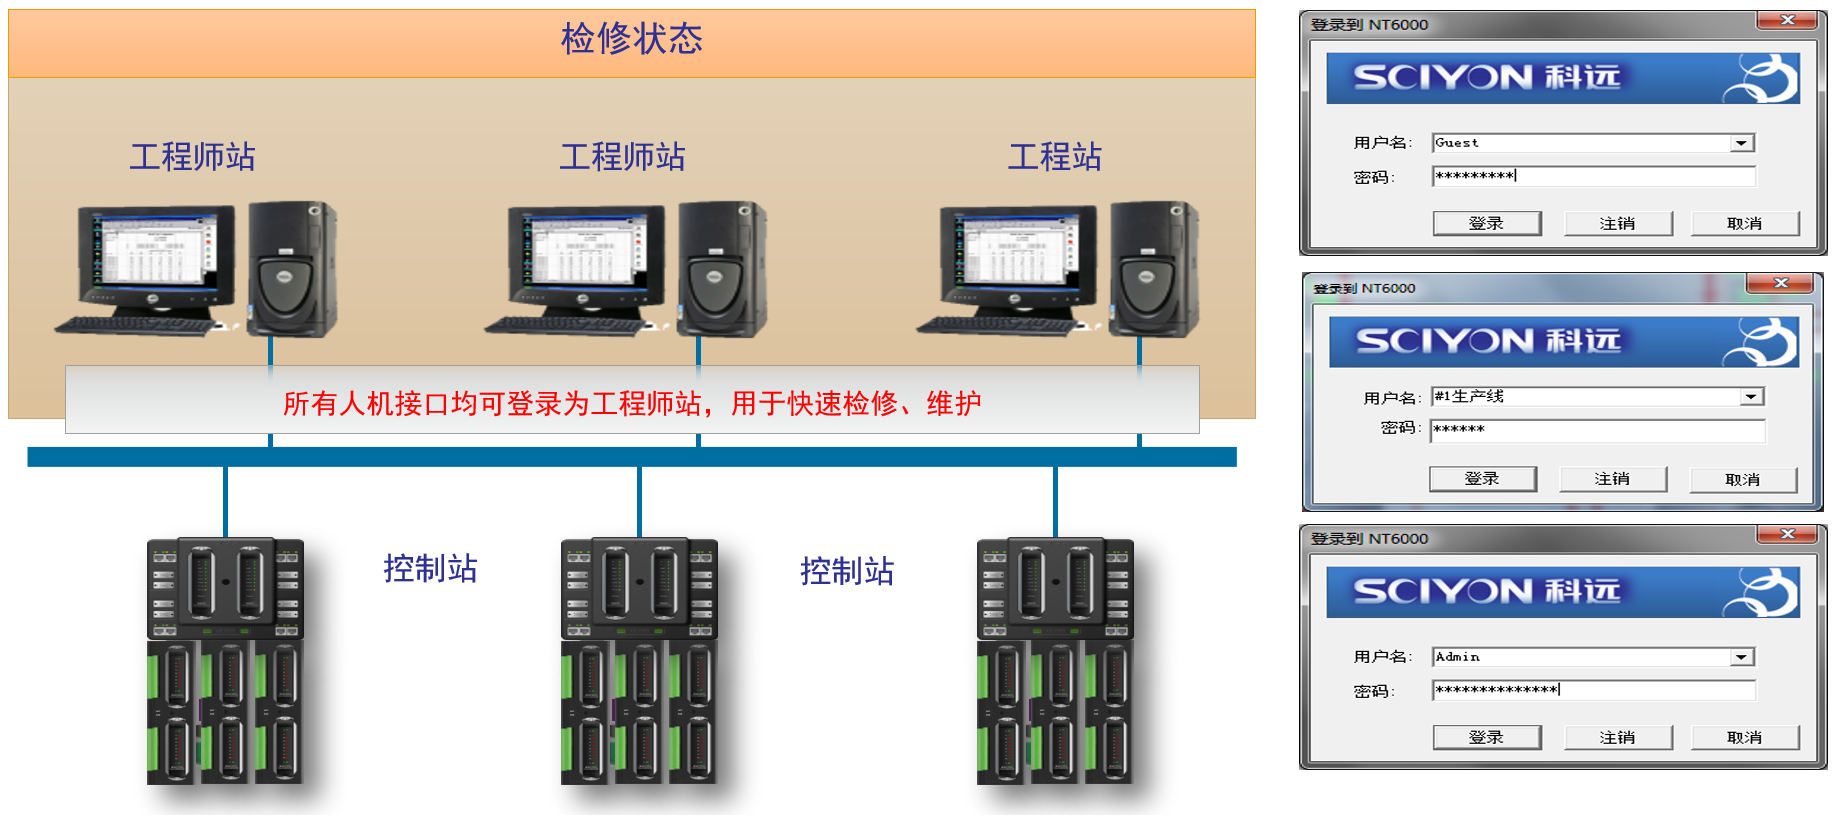 检修状态
工程师站
工程师站
工程站
所有人机接口均可登录为工程师站，用于快速检修、维护
控制站
控制站
登录到 NT6000
SCIYON 科远
用户名: Guest
密码: *********
登录 注销 取消
登录到 NT6000
SCIYON 科远
用户名: #1生产线
密码: ******
登录 注销 取消
登录到 NT6000
SCIYON 科远
用户名: Admin
密码: **************
登录 注销 取消